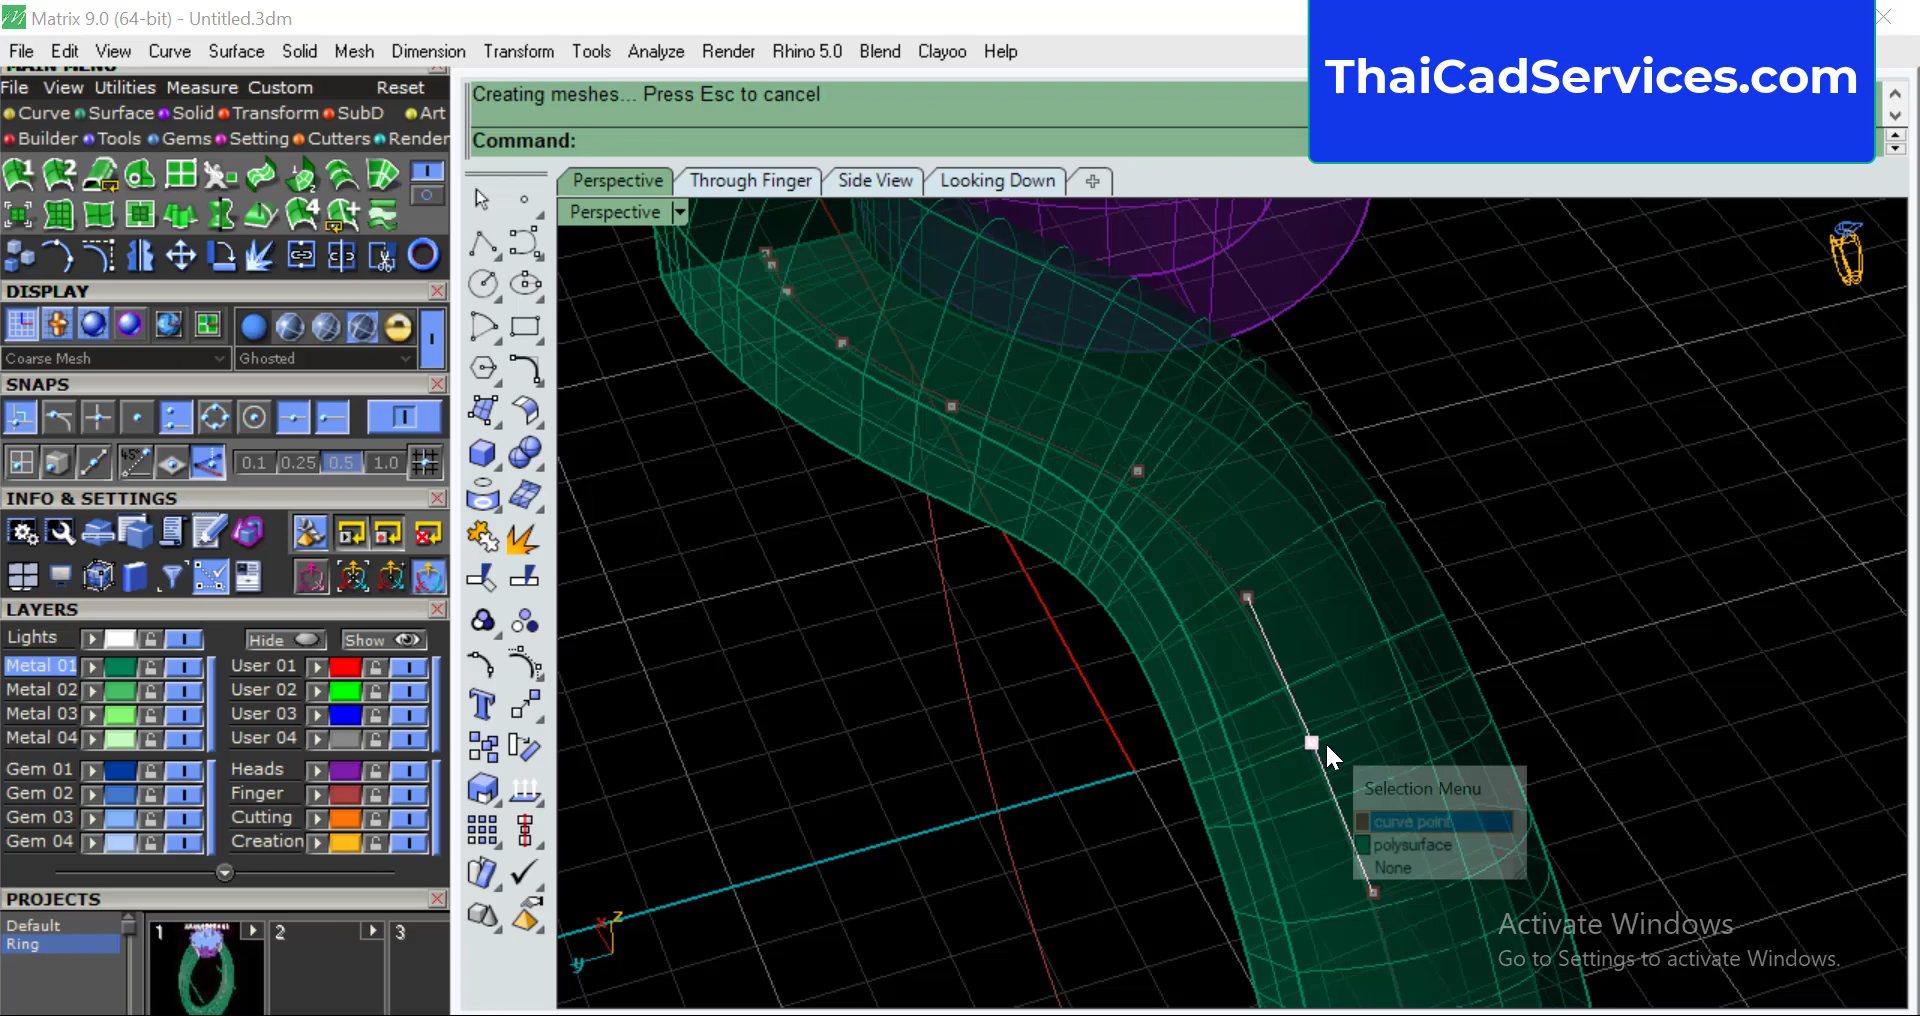 Matrix 9.0 (64-bit) - Untitled.3dm
File Edit View Curve Surface Solid Mesh Dimension Transform Tools Analyze Render Rhino 5.0 Blend Clayoo Help
ThaiCadServices.com
MAIN MENU
File View Utilities Measure Custom Reset
Curve Surface Solid Transform SubD Art
Builder Tools Gems Setting Cutters Render
Creating meshes... Press Esc to cancel
Command:
Perspective Through Finger Side View Looking Down
Perspective
DISPLAY
Coarse Mesh Ghosted
SNAPS
45°
0.1 0.25 0.5 1.0
INFO & SETTINGS
LAYERS
Lights Hide Show
Metal 01 User 01
Metal 02 User 02
Metal 03 User 03
Metal 04 User 04
Gem 01 Heads
Gem 02 Finger
Gem 03 Cutting
Gem 04 Creation
PROJECTS
Default
Ring
1 2 3
Selection Menu
curve point
polysurface
None
x z
y
Activate Windows
Go to Settings to activate Windows.